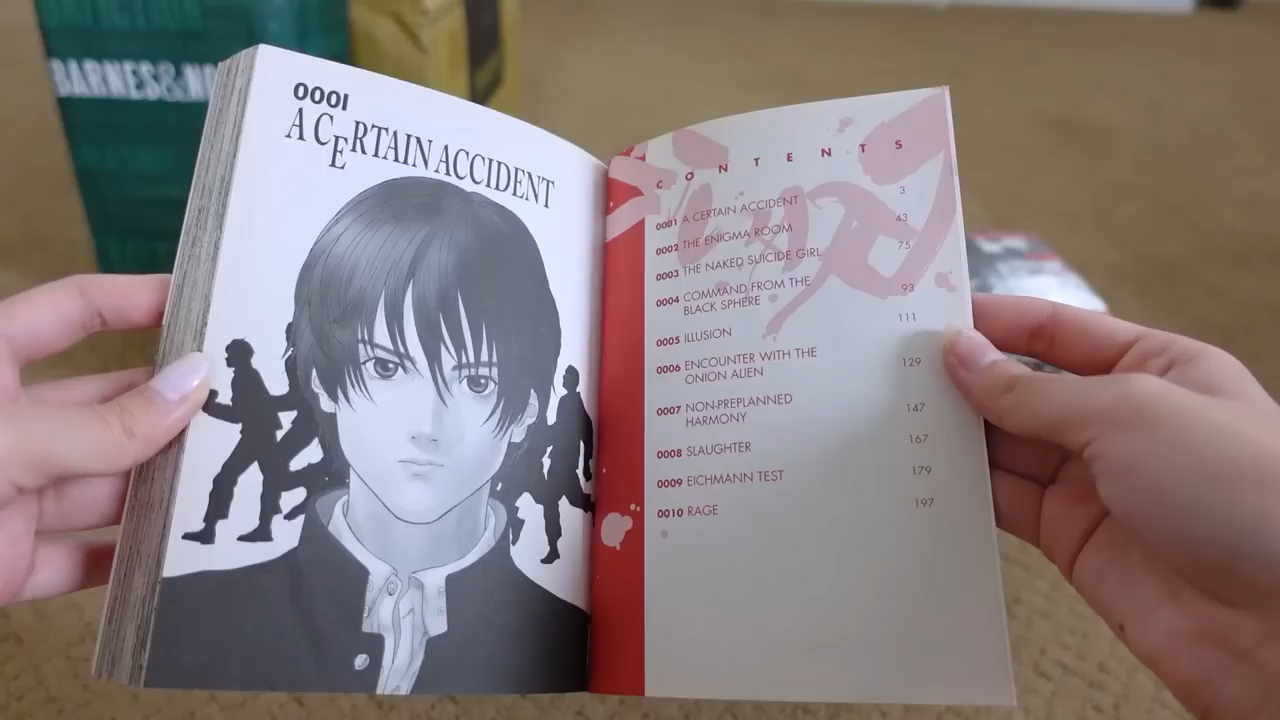 NFICTION
BARNES&NO
0001
A CERTAIN ACCIDENT
CONTENTS
0001 A CERTAIN ACCIDENT 3
0002 THE ENIGMA ROOM 43
0003 THE NAKED SUICIDE GIRL 75
0004 COMMAND FROM THE
BLACK SPHERE 93
0005 ILLUSION 111
0006 ENCOUNTER WITH THE
ONION ALIEN 129
0007 NON-PREPLANNED
HARMONY 147
0008 SLAUGHTER 167
0009 EICHMANN TEST 179
0010 RAGE 197